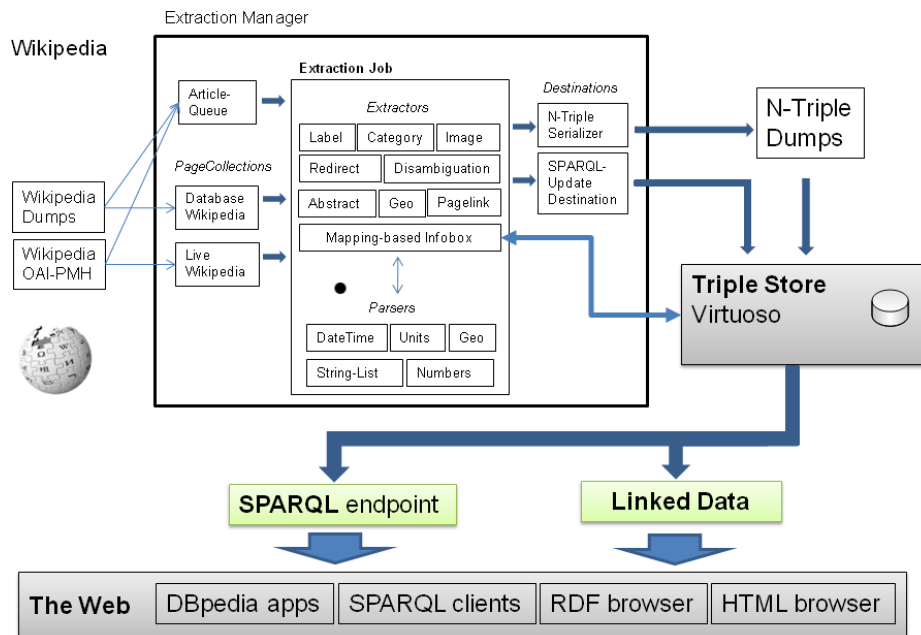 Extraction Manager
Wikipedia
Extraction Job
Article-
Queue
Extractors
Destinations
N-Triple
Serializer
N-Triple
Dumps
Label
Category
Image
Redirect
Disambiguation
PageCollections
SPARQL-
Update
Destination
Wikipedia
Dumps
Database
Wikipedia
Abstract
Geo
Pagelink
Mapping-based Infobox
Wikipedia
OAI-PMH
Live
Wikipedia
Triple Store
Virtuoso
Parsers
DateTime
Units
Geo
String-List
Numbers
SPARQL endpoint
Linked Data
The Web
DBpedia apps
SPARQL clients
RDF browser
HTML browser